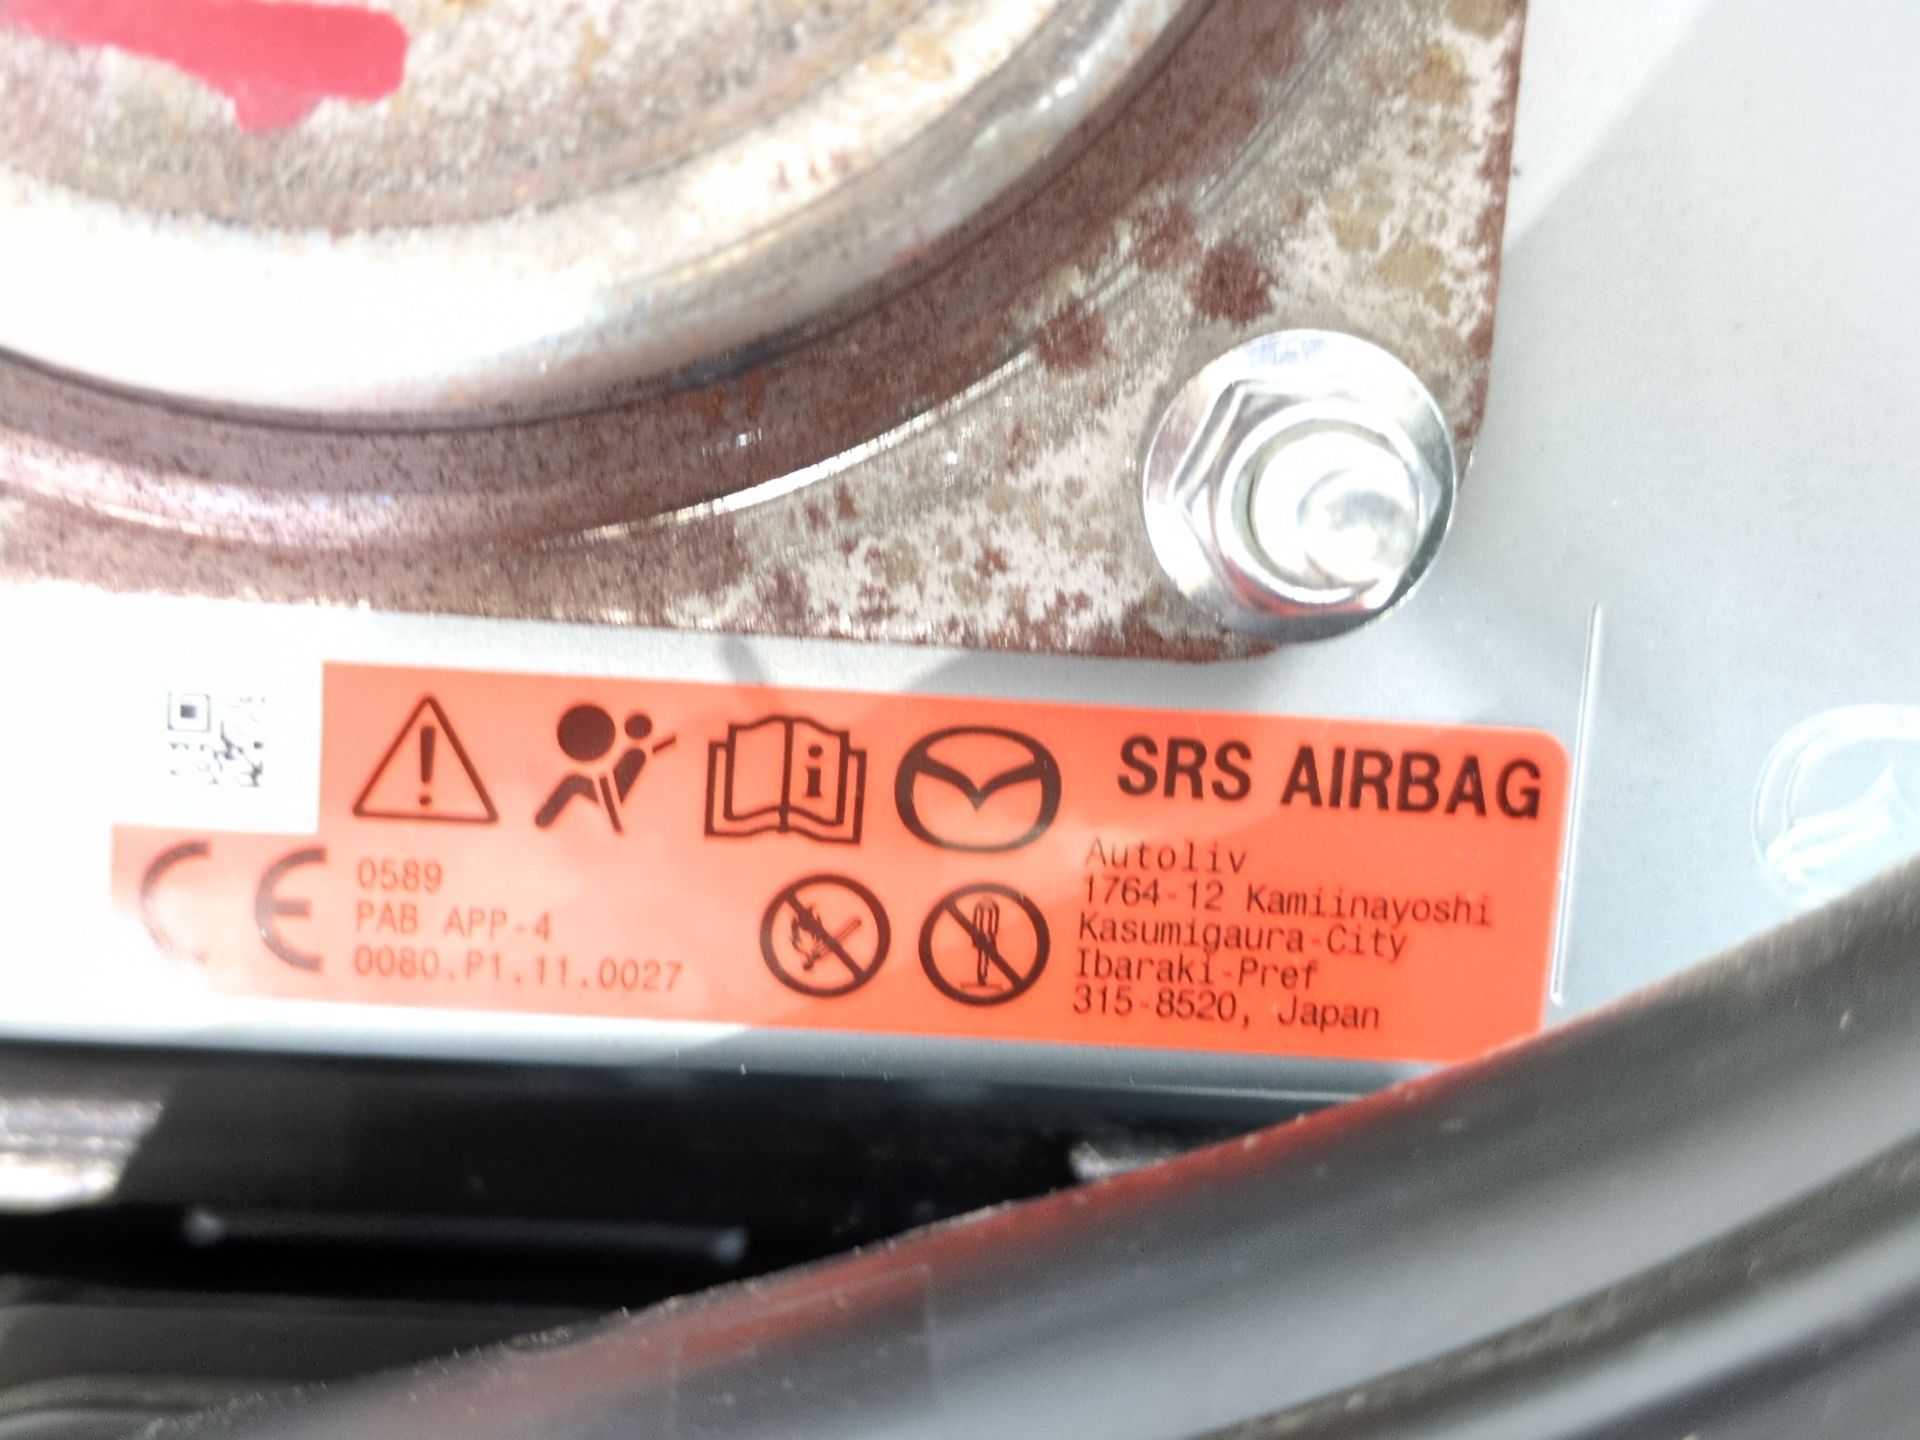 SRS AIRBAG
Autoliv
1764-12 Kamiinayoshi
Kasumigaura-City
Ibaraki-Pref
315-8520, Japan
CE
0589
PAB APP-4
0080.P1.11.0027